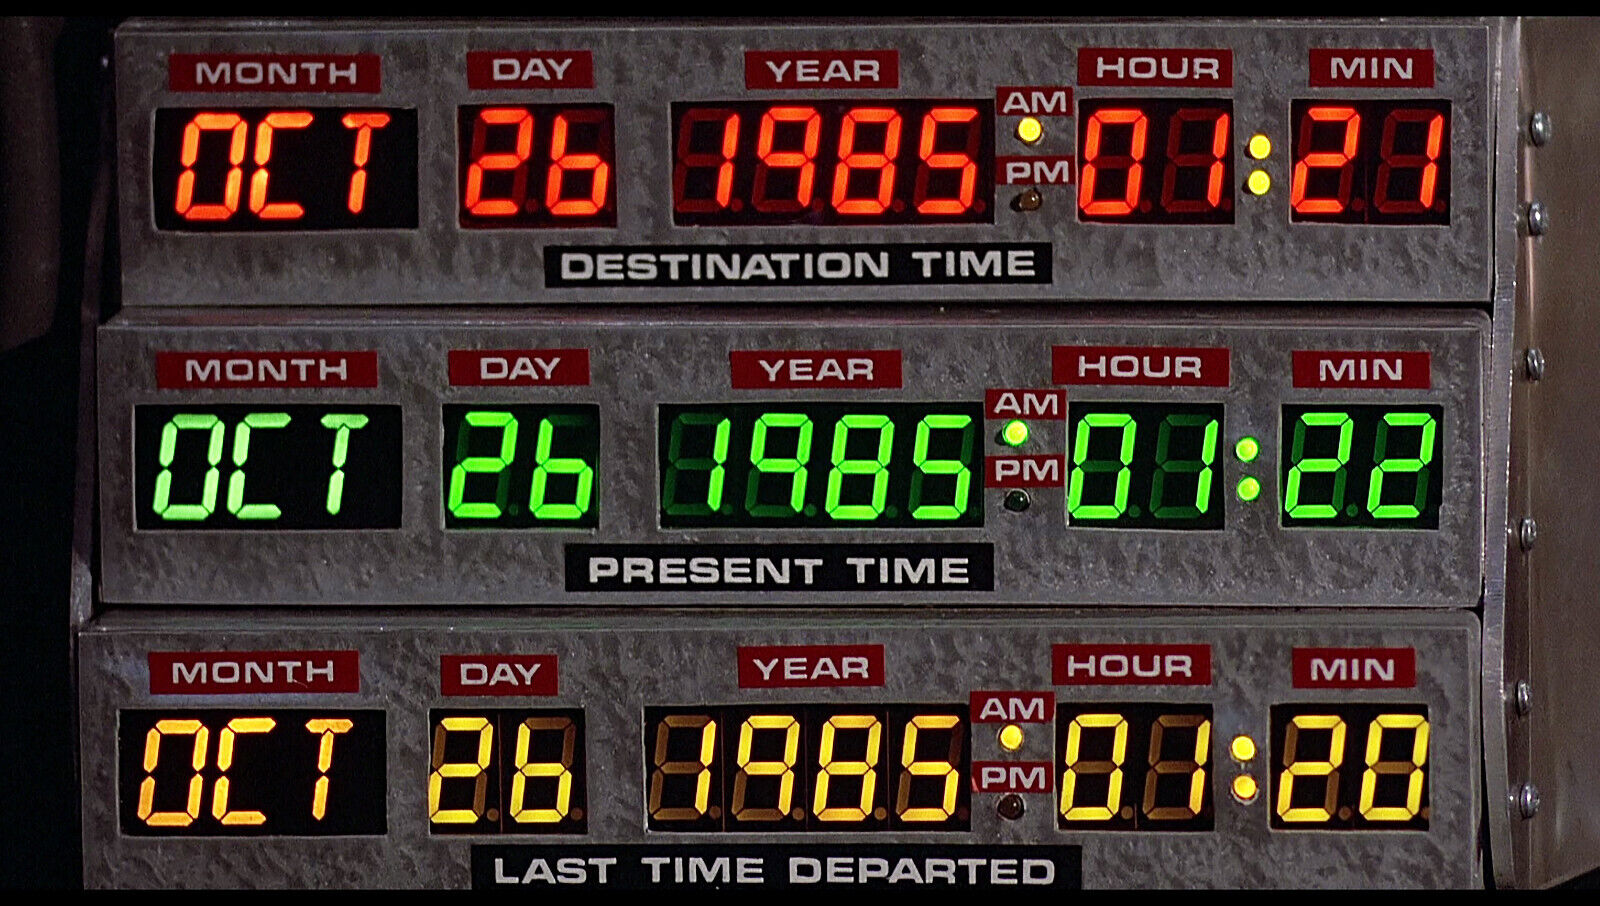 MONTH DAY YEAR HOUR MIN
OCT 26 1985 AM PM 01:21
DESTINATION TIME
MONTH DAY YEAR HOUR MIN
OCT 26 1985 AM PM 01:22
PRESENT TIME
MONTH DAY YEAR HOUR MIN
OCT 26 1985 AM PM 01:20
LAST TIME DEPARTED